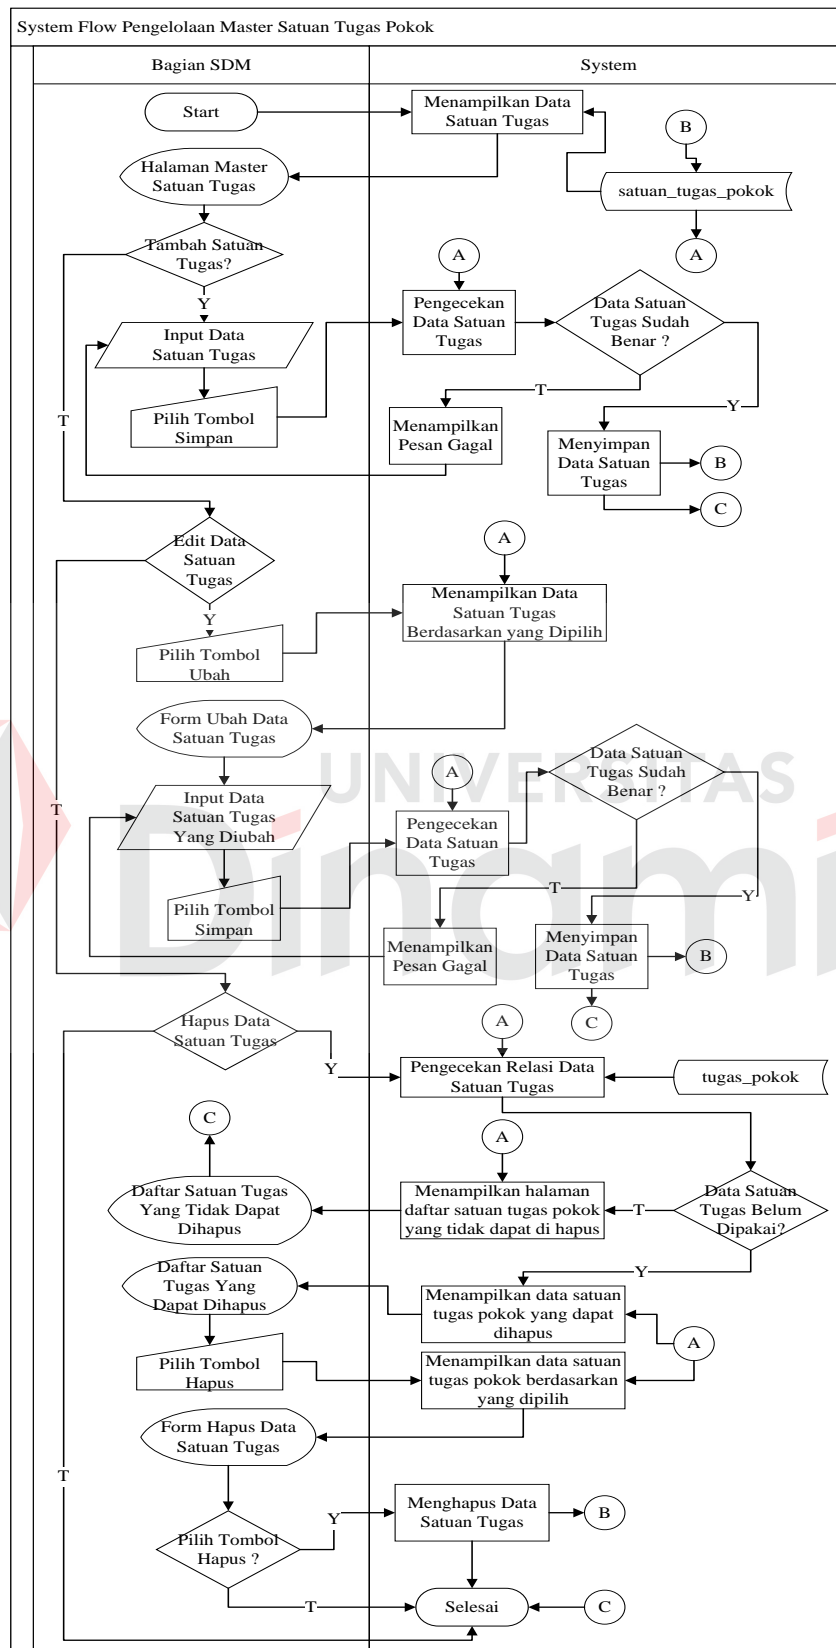 System Flow Pengelolaan Master Satuan Tugas Pokok
Bagian SDM
System
Start
Menampilkan Data
Satuan Tugas
B
Halaman Master
Satuan Tugas
satuan_tugas_pokok
A
Tambah Satuan
Tugas?
Y
A
Input Data
Satuan Tugas
Pengecekan
Data Satuan
Tugas
Data Satuan
Tugas Sudah
Benar ?
T
Y
T
Pilih Tombol
Simpan
Menampilkan
Pesan Gagal
Menyimpan
Data Satuan
Tugas
B
C
Edit Data
Satuan
Tugas
Y
A
Menampilkan Data
Satuan Tugas
Berdasarkan yang Dipilih
Pilih Tombol
Ubah
Form Ubah Data
Satuan Tugas
Data Satuan
Tugas Sudah
Benar ?
UNIVERSITAS
Dinami
A
T
Input Data
Satuan Tugas
Yang Diubah
Pengecekan
Data Satuan
Tugas
T
Y
Pilih Tombol
Simpan
Menampilkan
Pesan Gagal
Menyimpan
Data Satuan
Tugas
B
C
Hapus Data
Satuan Tugas
Y
A
Pengecekan Relasi Data
Satuan Tugas
tugas_pokok
C
A
Daftar Satuan Tugas
Yang Tidak Dapat
Dihapus
Menampilkan halaman
daftar satuan tugas pokok
yang tidak dapat di hapus
T
Data Satuan
Tugas Belum
Dipakai?
Y
Daftar Satuan
Tugas Yang
Dapat Dihapus
Menampilkan data satuan
tugas pokok yang dapat
dihapus
A
Pilih Tombol
Hapus
Menampilkan data satuan
tugas pokok berdasarkan
yang dipilih
Form Hapus Data
Satuan Tugas
T
Pilih Tombol
Hapus ?
Y
Menghapus Data
Satuan Tugas
B
T
Selesai
C